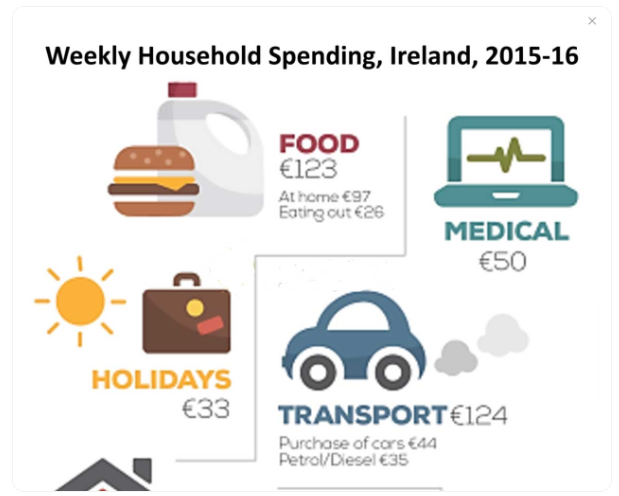 Weekly Household Spending, Ireland, 2015-16
FOOD
€123
At home €97
Eating out €26
MEDICAL
€50
HOLIDAYS
€33
TRANSPORT €124
Purchase of cars €44
Petrol/Diesel €35